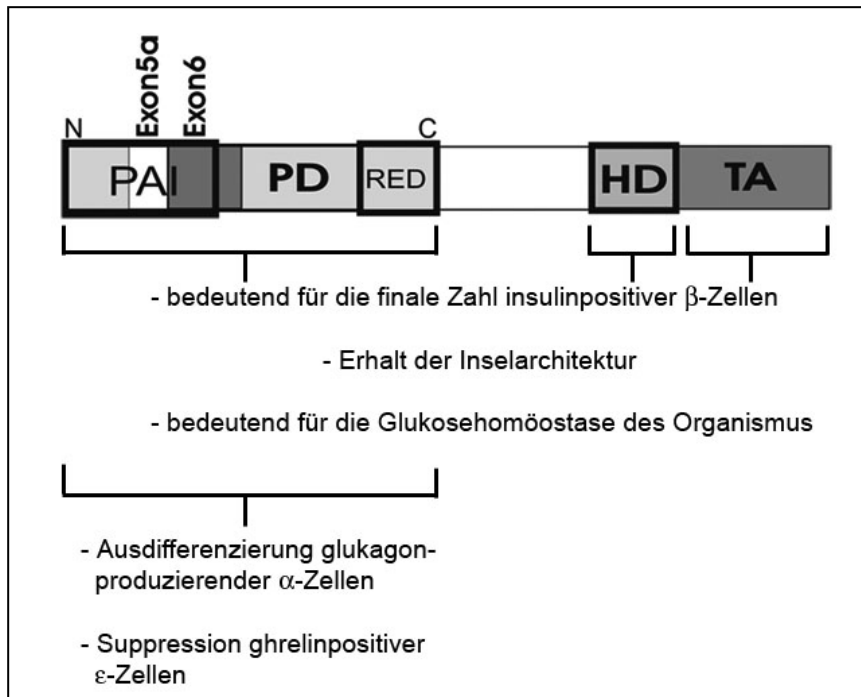 Exon5a Exon6
N C
PAI PD RED HD TA
- bedeutend für die finale Zahl insulinpositiver β-Zellen
- Erhalt der Inselarchitektur
- bedeutend für die Glukosehomöostase des Organismus
- Ausdifferenzierung glukagon-
produzierender α-Zellen
- Suppression ghrelinpositiver
ε-Zellen